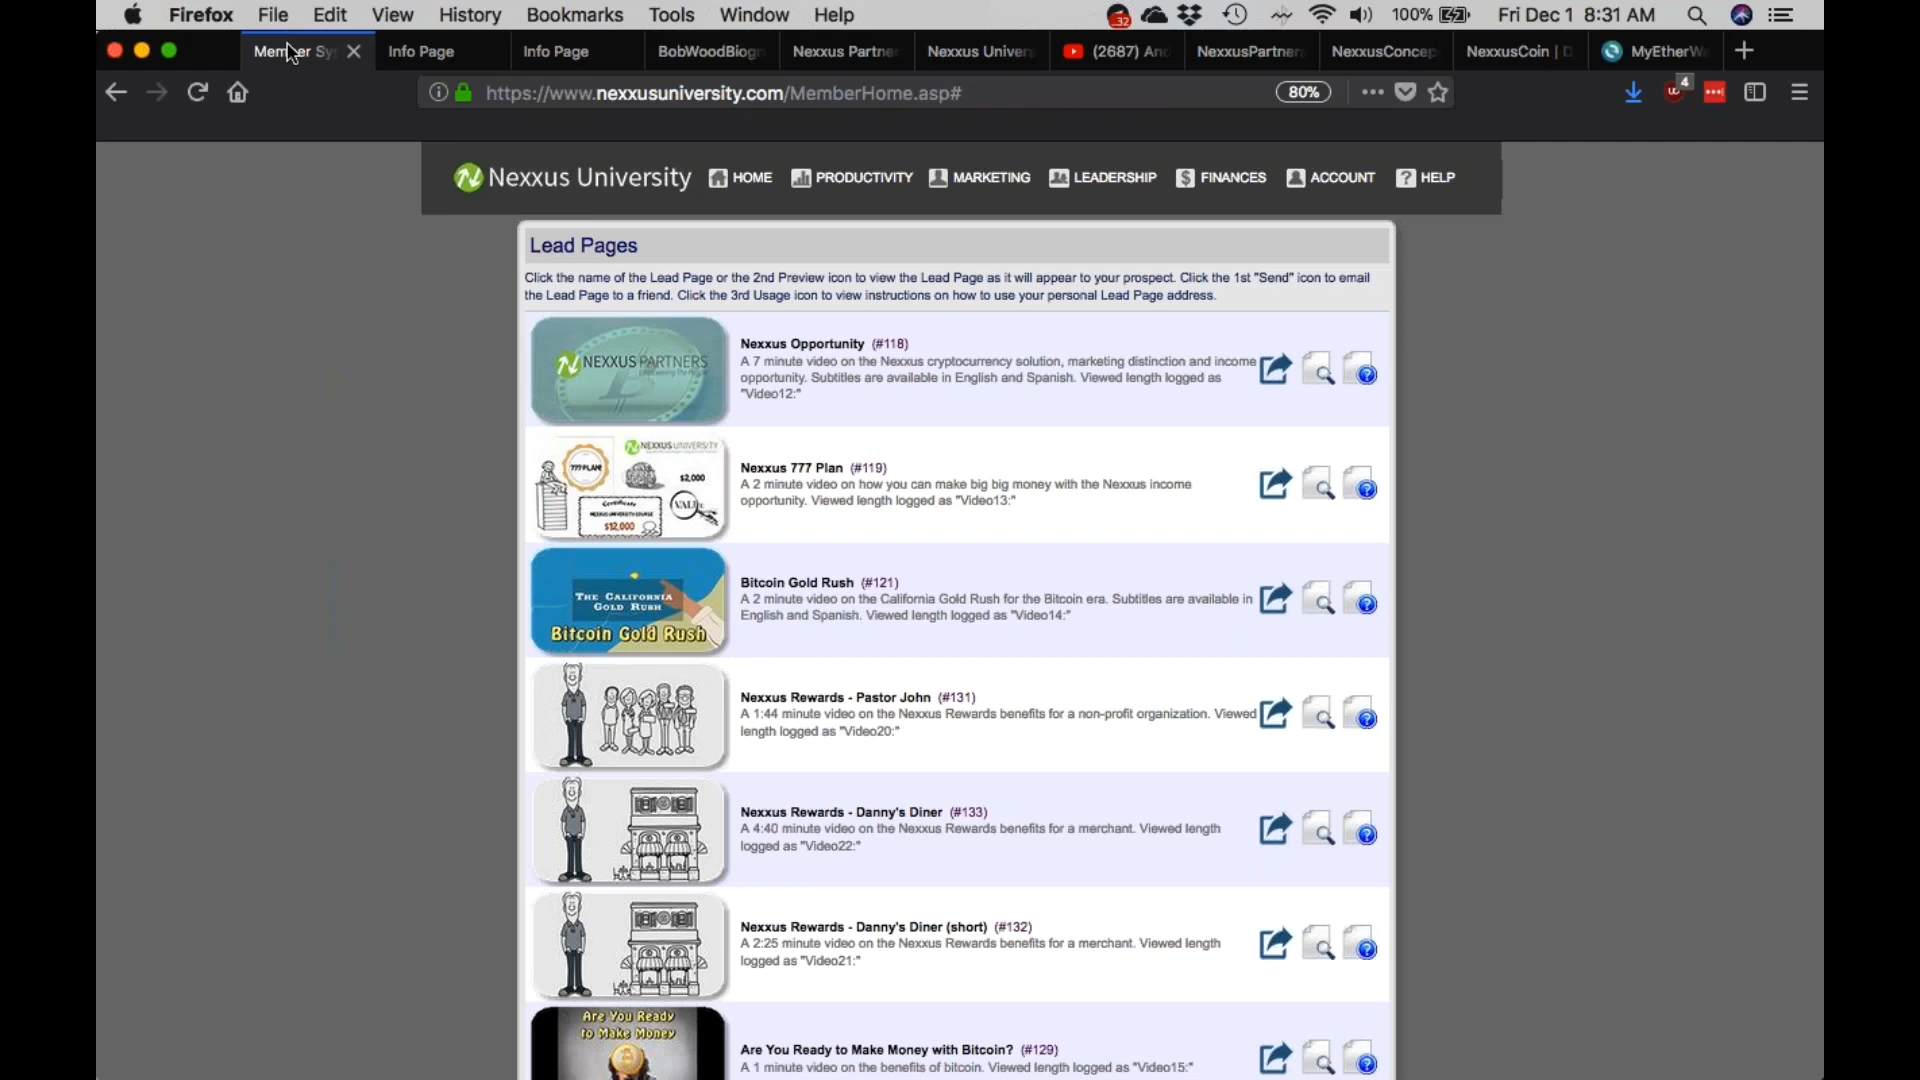 Firefox File Edit View History Bookmarks Tools Window Help 32 100% Fri Dec 1 8:31 AM
Member Sy Info Page Info Page BobWoodBiog Nexxus Partne Nexxus Univers (2687) An NexxusPartner NexxusConcep NexxusCoin | D MyEtherW
https://www.nexxusuniversity.com/MemberHome.asp# 80% 4
Nexxus University HOME PRODUCTIVITY MARKETING LEADERSHIP FINANCES ACCOUNT HELP
Lead Pages
Click the name of the Lead Page or the 2nd Preview icon to view the Lead Page as it will appear to your prospect. Click the 1st "Send" icon to email
the Lead Page to a friend. Click the 3rd Usage icon to view instructions on how to use your personal Lead Page address.
NEXXUS PARTNERS
Nexxus Opportunity (#118)
A 7 minute video on the Nexxus cryptocurrency solution, marketing distinction and income
opportunity. Subtitles are available in English and Spanish. Viewed length logged as
"Video12:"
NEXXUS UNIVERSITY
777 PLAN!
$2,000
Certificate
NEXXUS UNIVERSITY COURSE
$12,000
Nexxus 777 Plan (#119)
A 2 minute video on how you can make big big money with the Nexxus income
opportunity. Viewed length logged as "Video13:"
THE CALIFORNIA
GOLD RUSH
Bitcoin Gold Rush
Bitcoin Gold Rush (#121)
A 2 minute video on the California Gold Rush for the Bitcoin era. Subtitles are available in
English and Spanish. Viewed length logged as "Video14:"
Nexxus Rewards - Pastor John (#131)
A 1:44 minute video on the Nexxus Rewards benefits for a non-profit organization. Viewed
length logged as "Video20:"
Nexxus Rewards - Danny's Diner (#133)
A 4:40 minute video on the Nexxus Rewards benefits for a merchant. Viewed length
logged as "Video22:"
Nexxus Rewards - Danny's Diner (short) (#132)
A 2:25 minute video on the Nexxus Rewards benefits for a merchant. Viewed length
logged as "Video21:"
Are You Ready
to Make Money
Are You Ready to Make Money with Bitcoin? (#129)
A 1 minute video on the benefits of bitcoin. Viewed length logged as "Video15:"